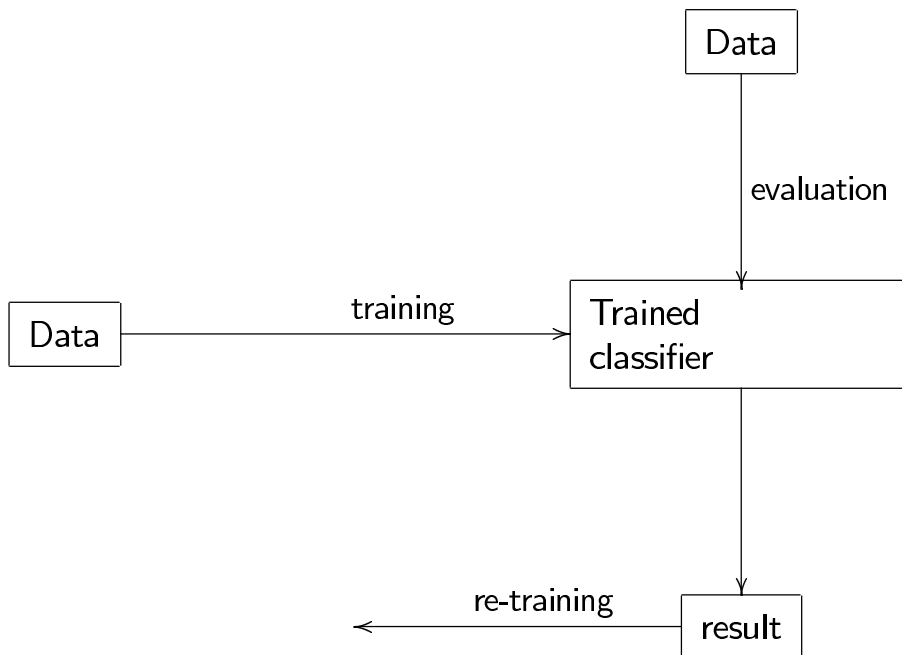 Data
evaluation
training
Data
Trained
classifier
re-training
result